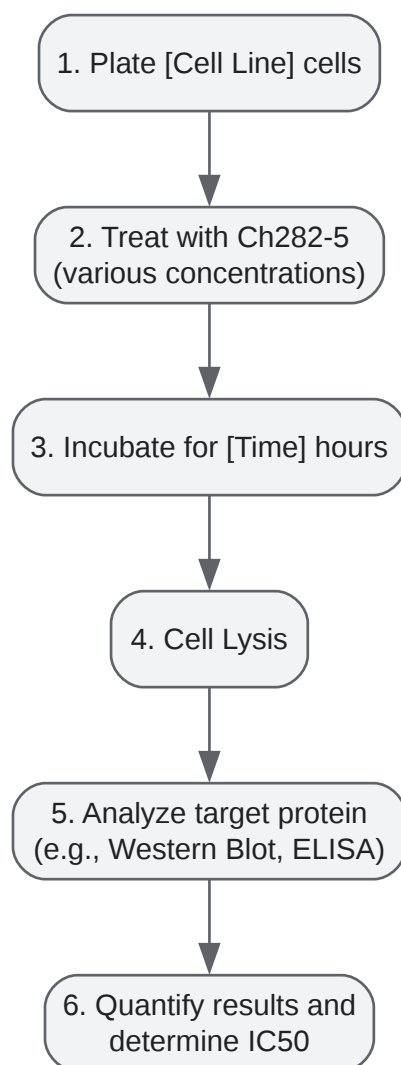 1. Plate [Cell Line] cells
2. Treat with Ch282-5
(various concentrations)
3. Incubate for [Time] hours
4. Cell Lysis
5. Analyze target protein
(e.g., Western Blot, ELISA)
6. Quantify results and
determine IC50